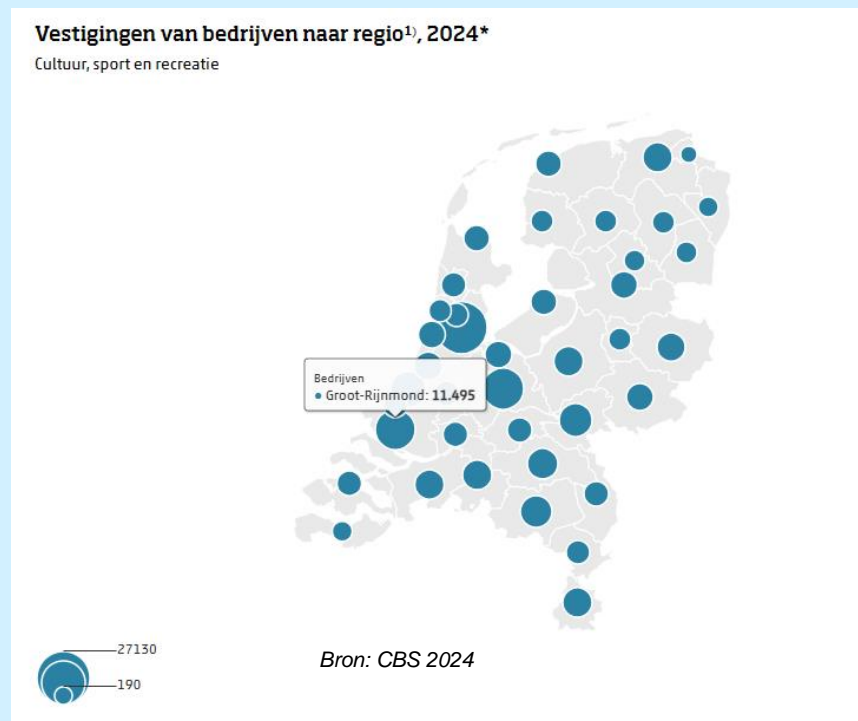 Vestigingen van bedrijven naar regio¹⁾, 2024*
Cultuur, sport en recreatie
Bedrijven
• Groot-Rijnmond: 11.495
27130
190
Bron: CBS 2024